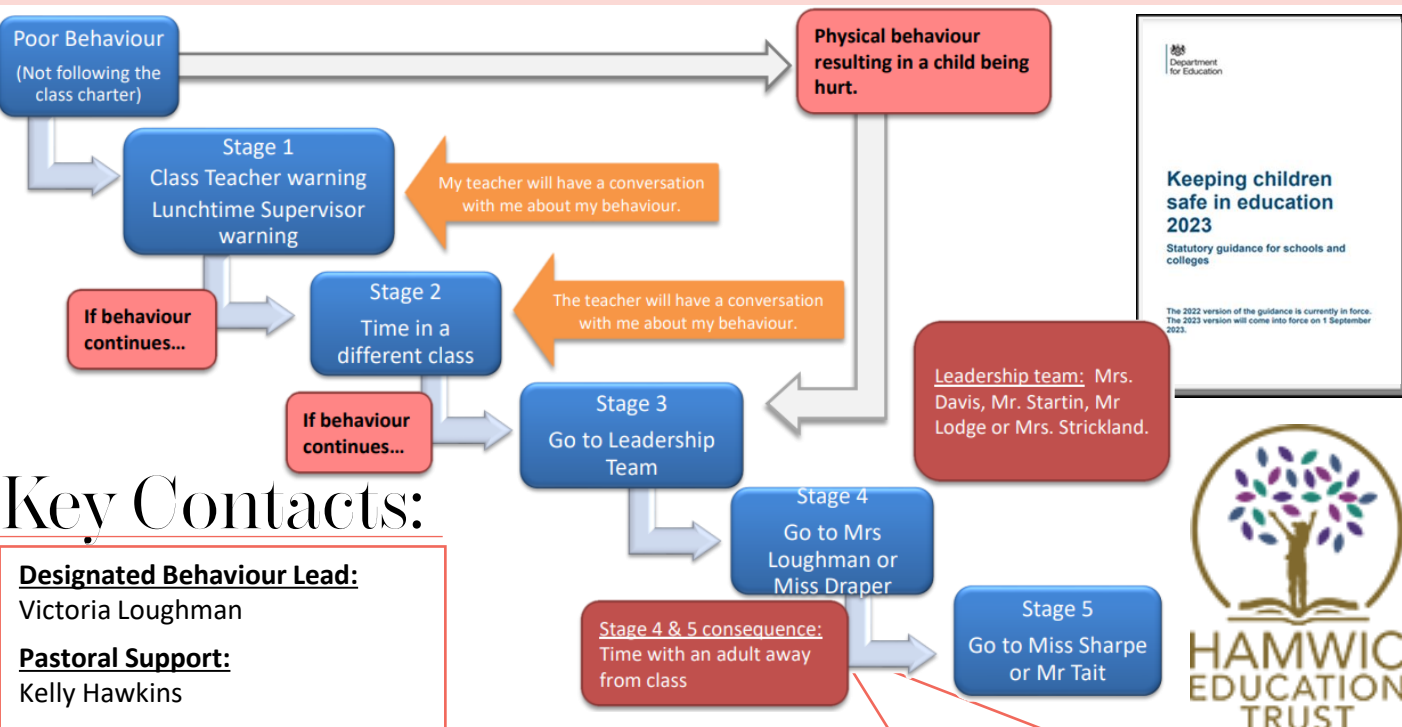 Poor Behaviour
(Not following the
class charter)
Physical behaviour
resulting in a child being
hurt.
Stage 1
Class Teacher warning
Lunchtime Supervisor
warning
My teacher will have a conversation
with me about my behaviour.
If behaviour
continues...
Stage 2
Time in a
different class
The teacher will have a conversation
with me about my behaviour.
If behaviour
continues...
Stage 3
Go to Leadership
Team
Leadership team: Mrs.
Davis, Mr. Startin, Mr
Lodge or Mrs. Strickland.
Stage 4
Go to Mrs
Loughman or
Miss Draper
Stage 4 & 5 consequence:
Time with an adult away
from class
Stage 5
Go to Miss Sharpe
or Mr Tait
Key Contacts:
Designated Behaviour Lead:
Victoria Loughman
Pastoral Support:
Kelly Hawkins
Department
for Education
Keeping children
safe in education
2023
Statutory guidance for schools and
colleges
The 2022 version of the guidance is currently in force.
The 2023 version will come into force on 1 September
2023.
HAMWIC
EDUCATION
TRUST